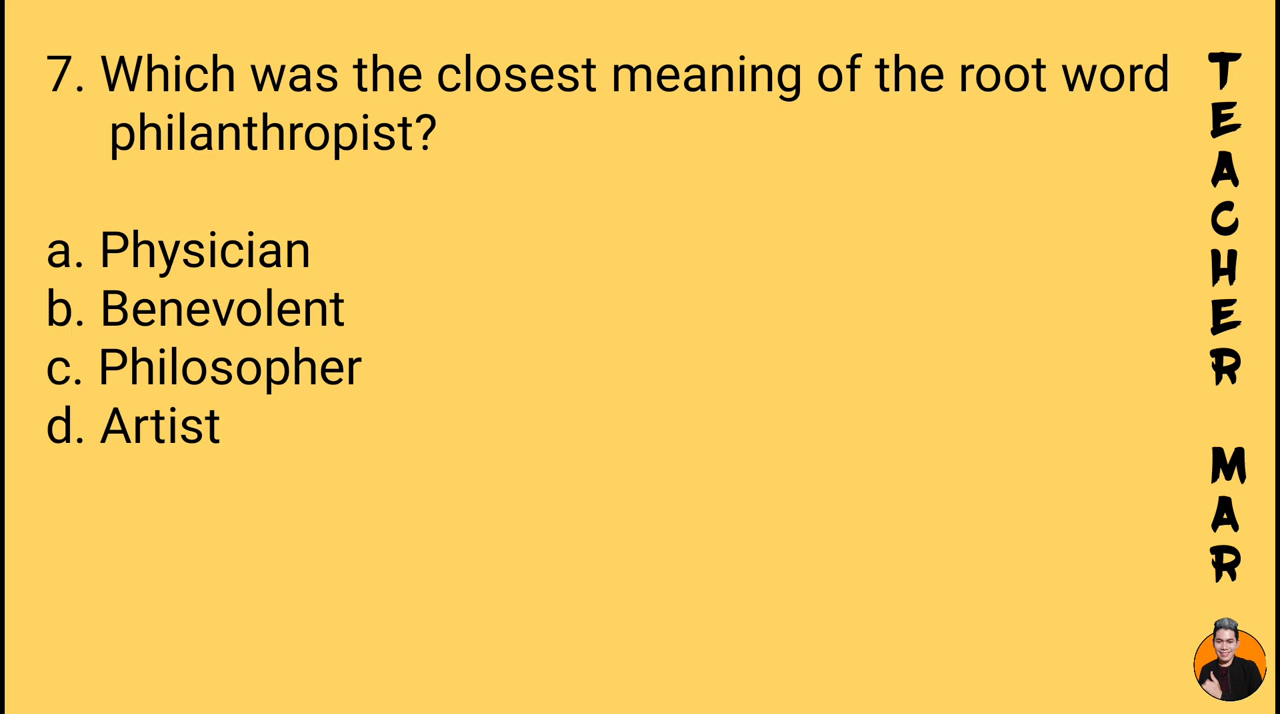 7. Which was the closest meaning of the root word
philanthropist?
a. Physician
b. Benevolent
c. Philosopher
d. Artist
TEACHER MAR